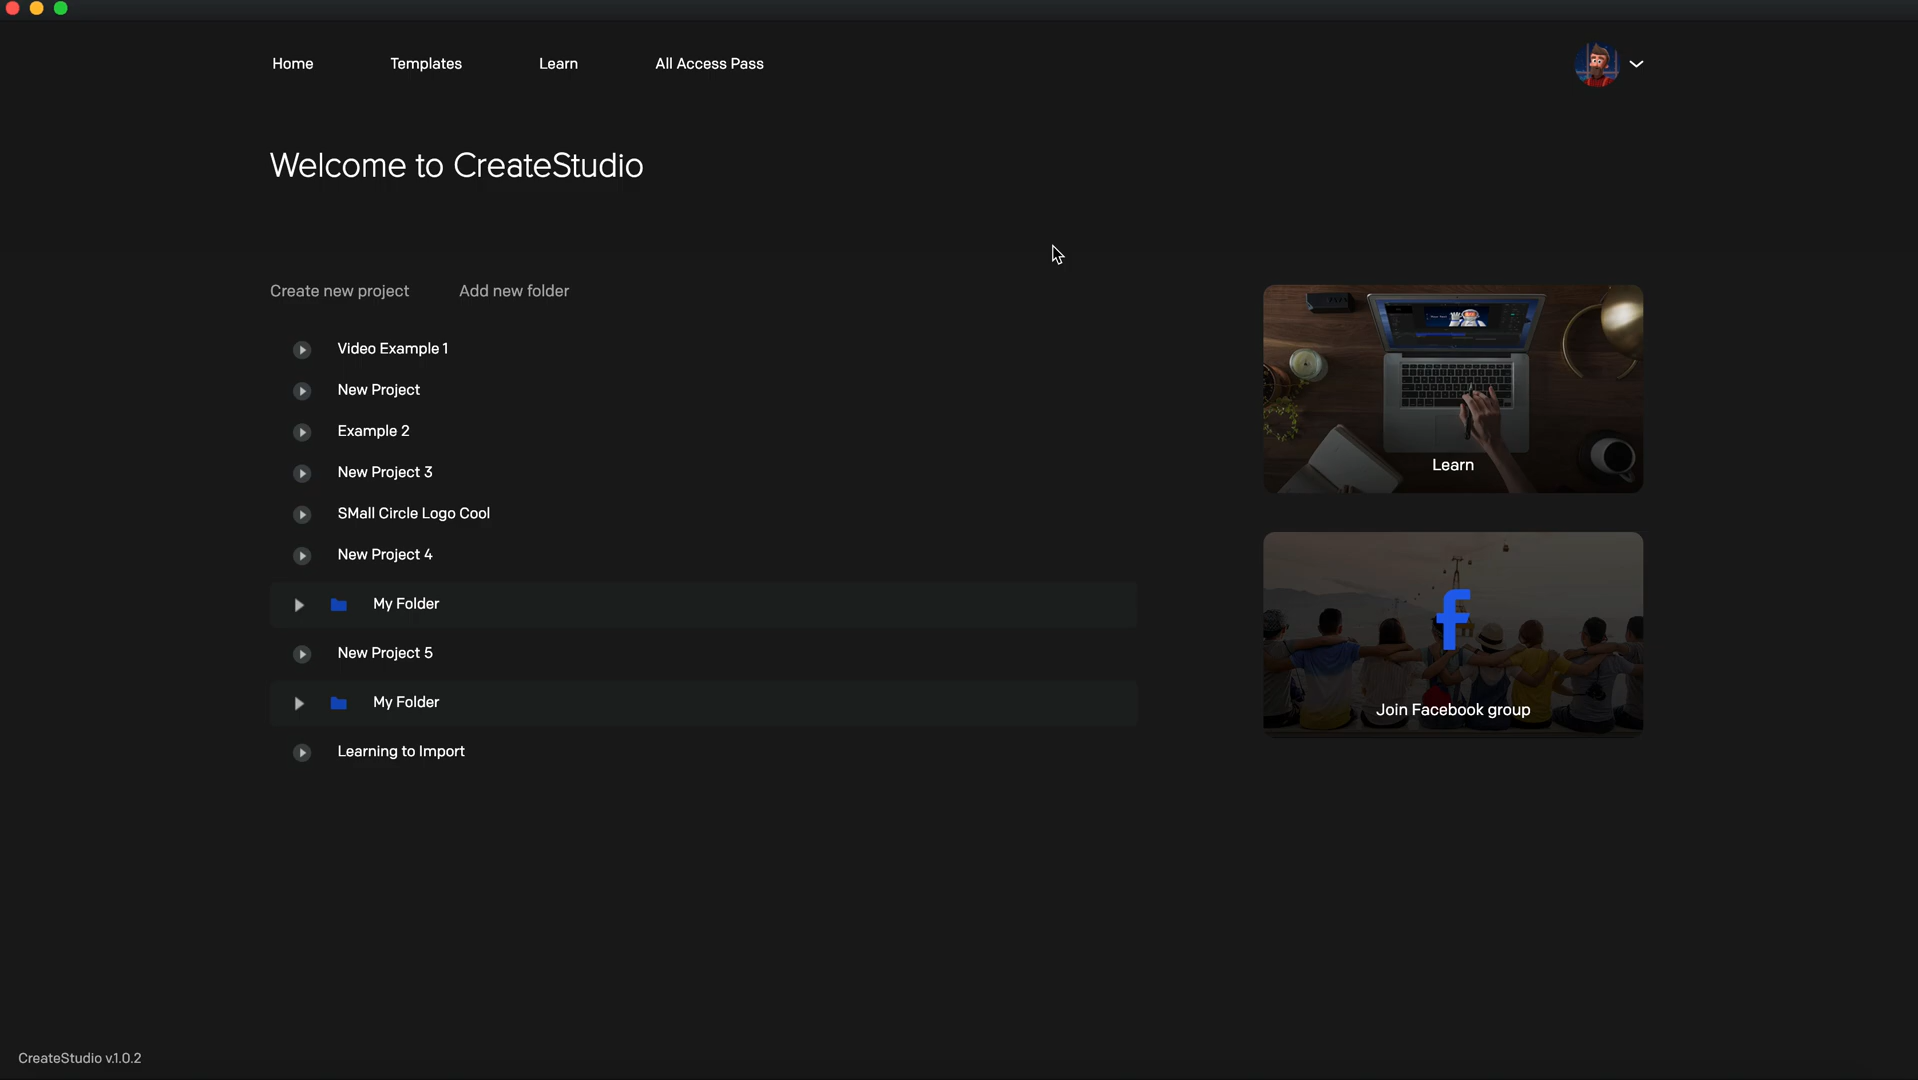 Home
Templates
Learn
All Access Pass
Welcome to CreateStudio
Create new project
Add new folder
Video Example 1
New Project
Example 2
New Project 3
SMall Circle Logo Cool
New Project 4
My Folder
New Project 5
My Folder
Learning to Import
Learn
Join Facebook group
CreateStudio v.1.0.2